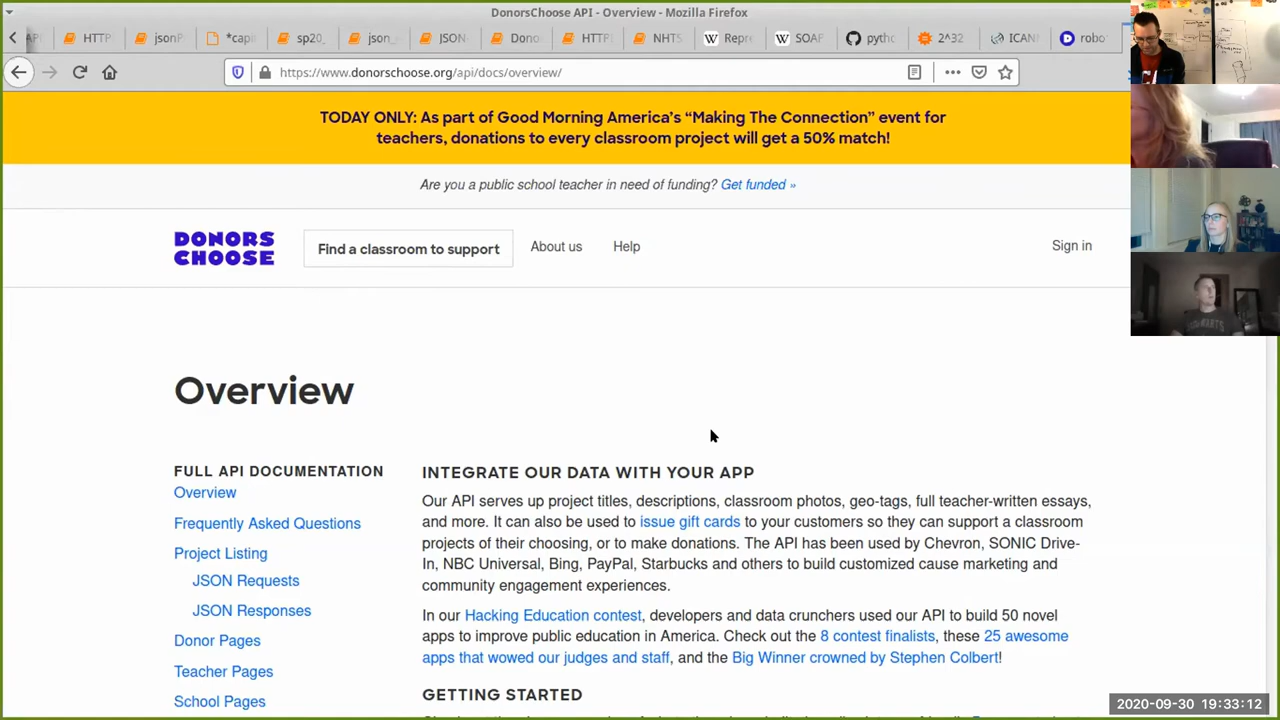 DonorsChoose API - Overview - Mozilla Firefox
HTTP
json
*cap
sp20_
json_
Dono
HTTP
NHTS
Repre
SOAP
pytho
2^32
ICAN
robo
https://www.donorschoose.org/api/docs/overview/
TODAY ONLY: As part of Good Morning America's “Making The Connection” event for
teachers, donations to every classroom project will get a 50% match!
Are you a public school teacher in need of funding? Get funded »
DONORS
CHOOSE
Find a classroom to support
About us
Help
Sign in
Overview
FULL API DOCUMENTATION
Overview
Frequently Asked Questions
Project Listing
JSON Requests
JSON Responses
Donor Pages
Teacher Pages
School Pages
INTEGRATE OUR DATA WITH YOUR APP
Our API serves up project titles, descriptions, classroom photos, geo-tags, full teacher-written essays,
and more. It can also be used to issue gift cards to your customers so they can support a classroom
projects of their choosing, or to make donations. The API has been used by Chevron, SONIC Drive-
In, NBC Universal, Bing, PayPal, Starbucks and others to build customized cause marketing and
community engagement experiences.
In our Hacking Education contest, developers and data crunchers used our API to build 50 novel
apps to improve public education in America. Check out the 8 contest finalists, these 25 awesome
apps that wowed our judges and staff, and the Big Winner crowned by Stephen Colbert!
GETTING STARTED
2020-09-30 19:33:12